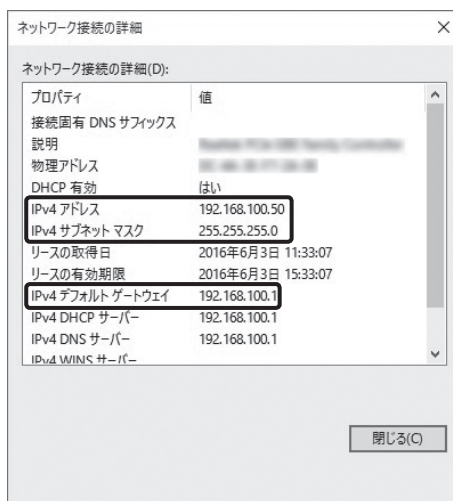 ネットワーク接続の詳細
ネットワーク接続の詳細(D):
プロパティ 値
接続固有 DNS サフィックス
説明
物理アドレス
DHCP 有効 はい
IPv4 アドレス 192.168.100.50
IPv4 サブネット マスク 255.255.255.0
リースの取得日 2016年6月3日 11:33:07
リースの有効期限 2016年6月3日 15:33:07
IPv4 デフォルト ゲートウェイ 192.168.100.1
IPv4 DHCP サーバー 192.168.100.1
IPv4 DNS サーバー 192.168.100.1
IPv4 WINS サーバー
閉じる(C)